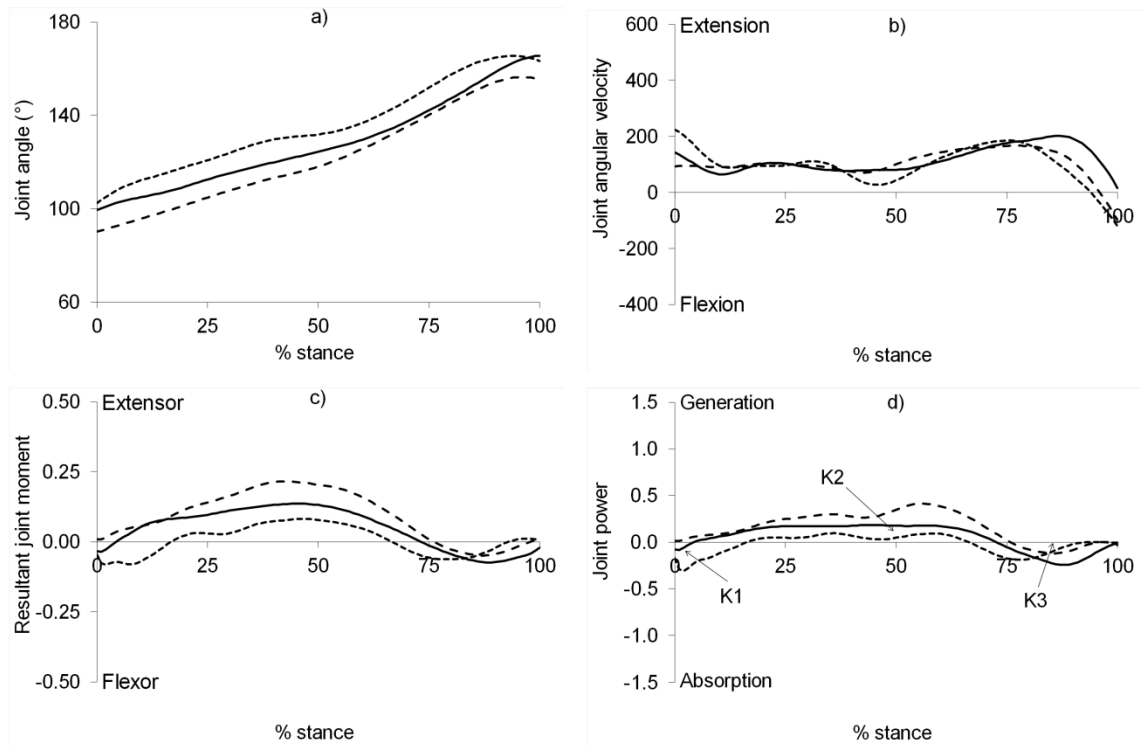 a)
180
140
100
60
Joint angle (°)
0 25 50 75 100
% stance
b)
Extension
600
400
200
0
-200
-400
Joint angular velocity
0 25 50 75 100
Flexion
% stance
c)
Extensor
0.50
0.25
0.00
-0.25
-0.50
Resultant joint moment
0 25 50 75 100
Flexor
% stance
d)
Generation
1.5
1.0
0.5
0.0
-0.5
-1.0
-1.5
Joint power
K2
0 25 50 75 100
K1
K3
Absorption
% stance